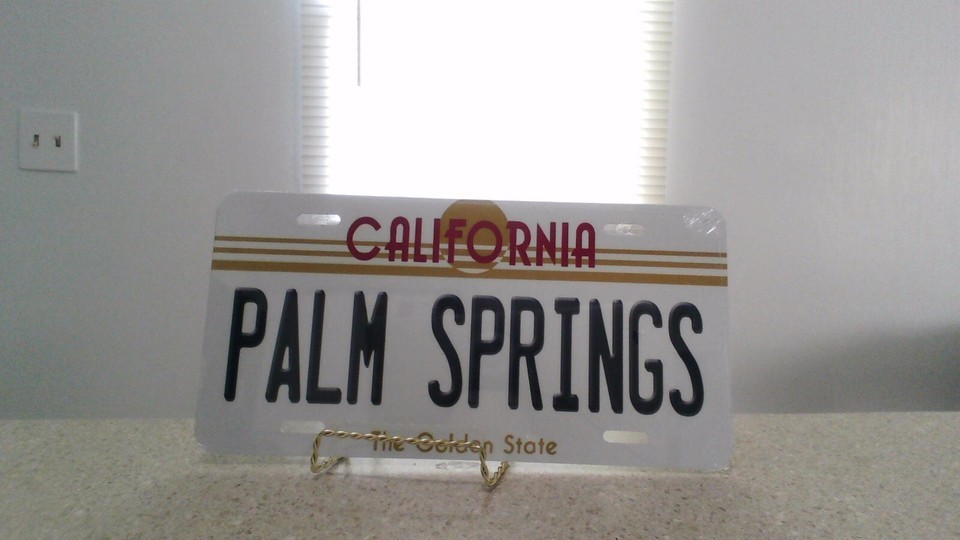 CALIFORNIA
PALM SPRINGS
The Golden State